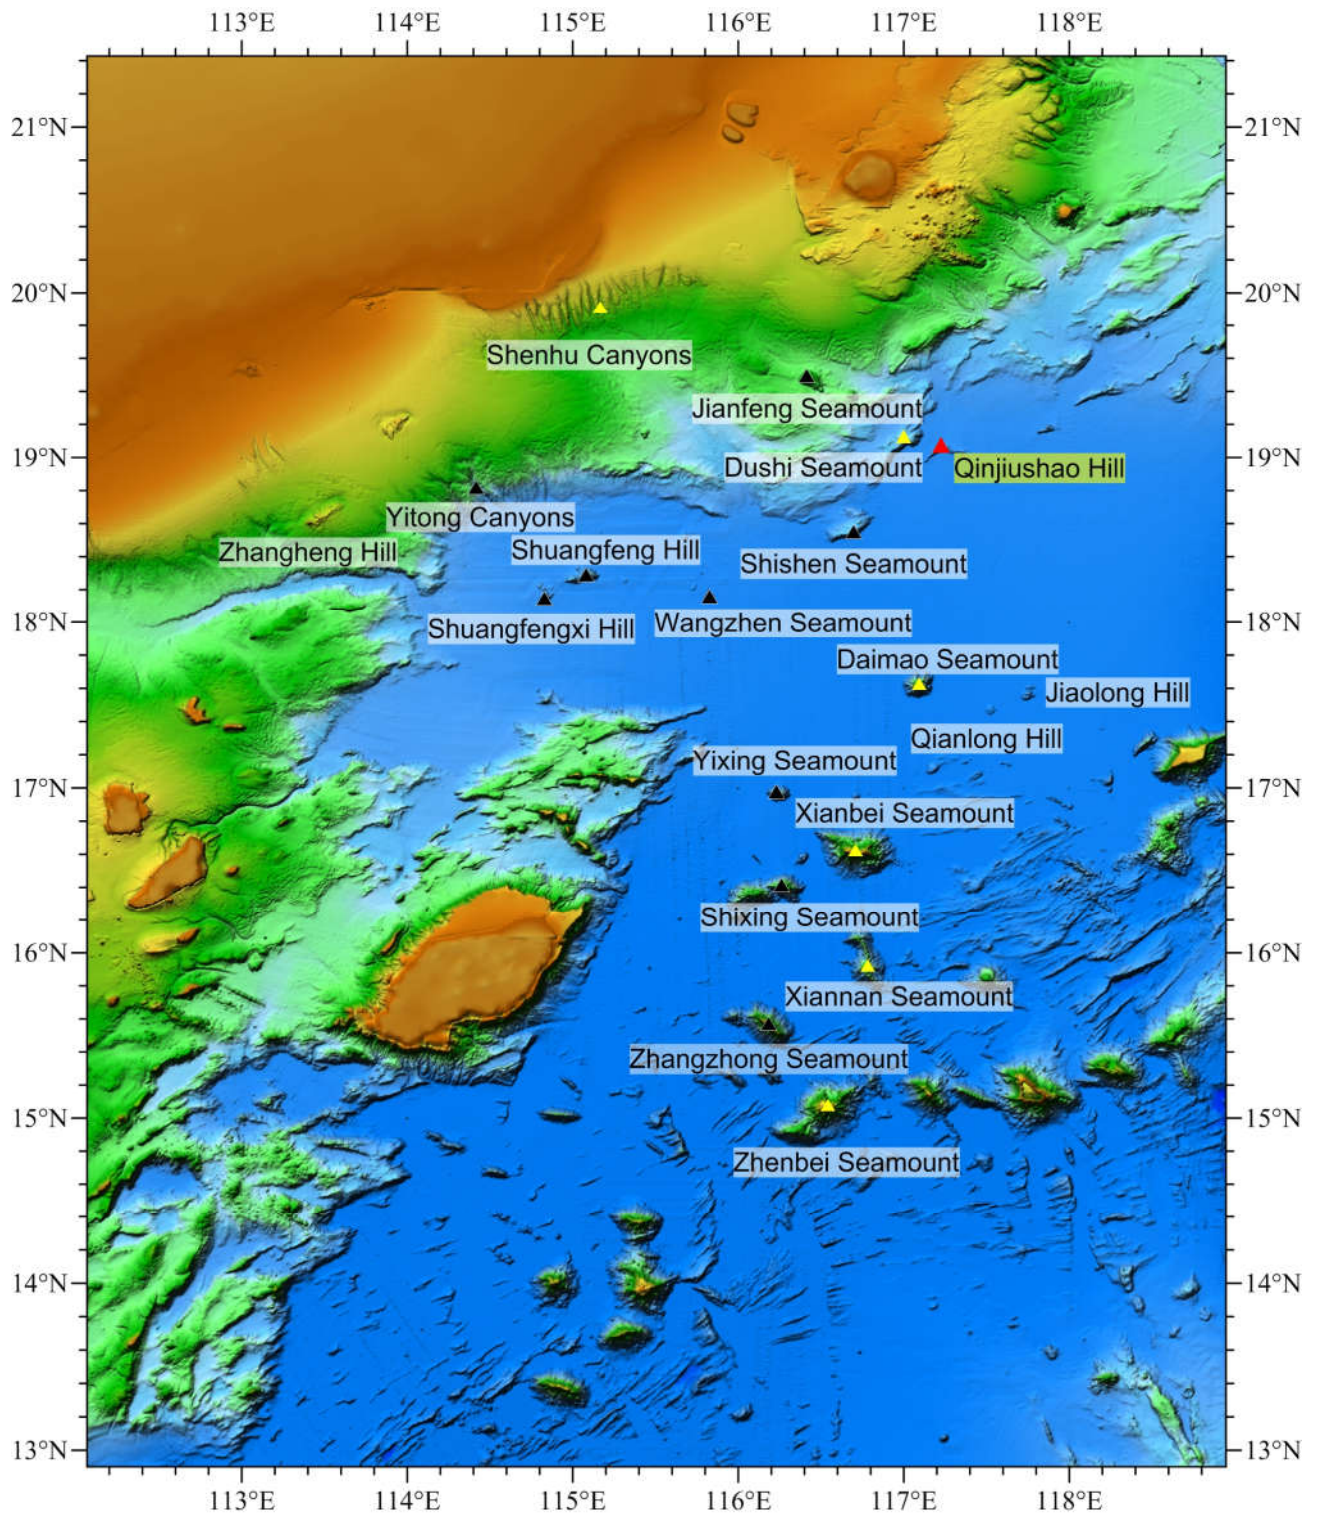 113°E 114°E 115°E 116°E 117°E 118°E
21°N 21°N
20°N 20°N
Shenhu Canyons
Jianfeng Seamount
19°N 19°N
Dushi Seamount
Qinjiushao Hill
Yitong Canyons
Zhangheng Hill
Shuangfeng Hill
Shishen Seamount
18°N 18°N
Shuangfengxi Hill
Wangzhen Seamount
Daimao Seamount
Jiaolong Hill
Qianlong Hill
Yixing Seamount
17°N 17°N
Xianbei Seamount
Shixing Seamount
16°N 16°N
Xiannan Seamount
Zhangzhong Seamount
15°N 15°N
Zhenbei Seamount
14°N 14°N
13°N 13°N
113°E 114°E 115°E 116°E 117°E 118°E